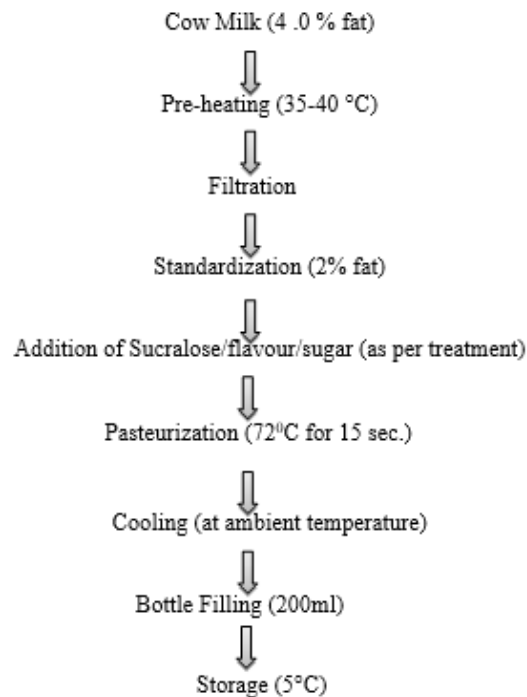 Cow Milk (4 .0 % fat)
Pre-heating (35-40 °C)
Filtration
Standardization (2% fat)
Addition of Sucralose/flavour/sugar (as per treatment)
Pasteurization (72⁰C for 15 sec.)
Cooling (at ambient temperature)
Bottle Filling (200ml)
Storage (5°C)